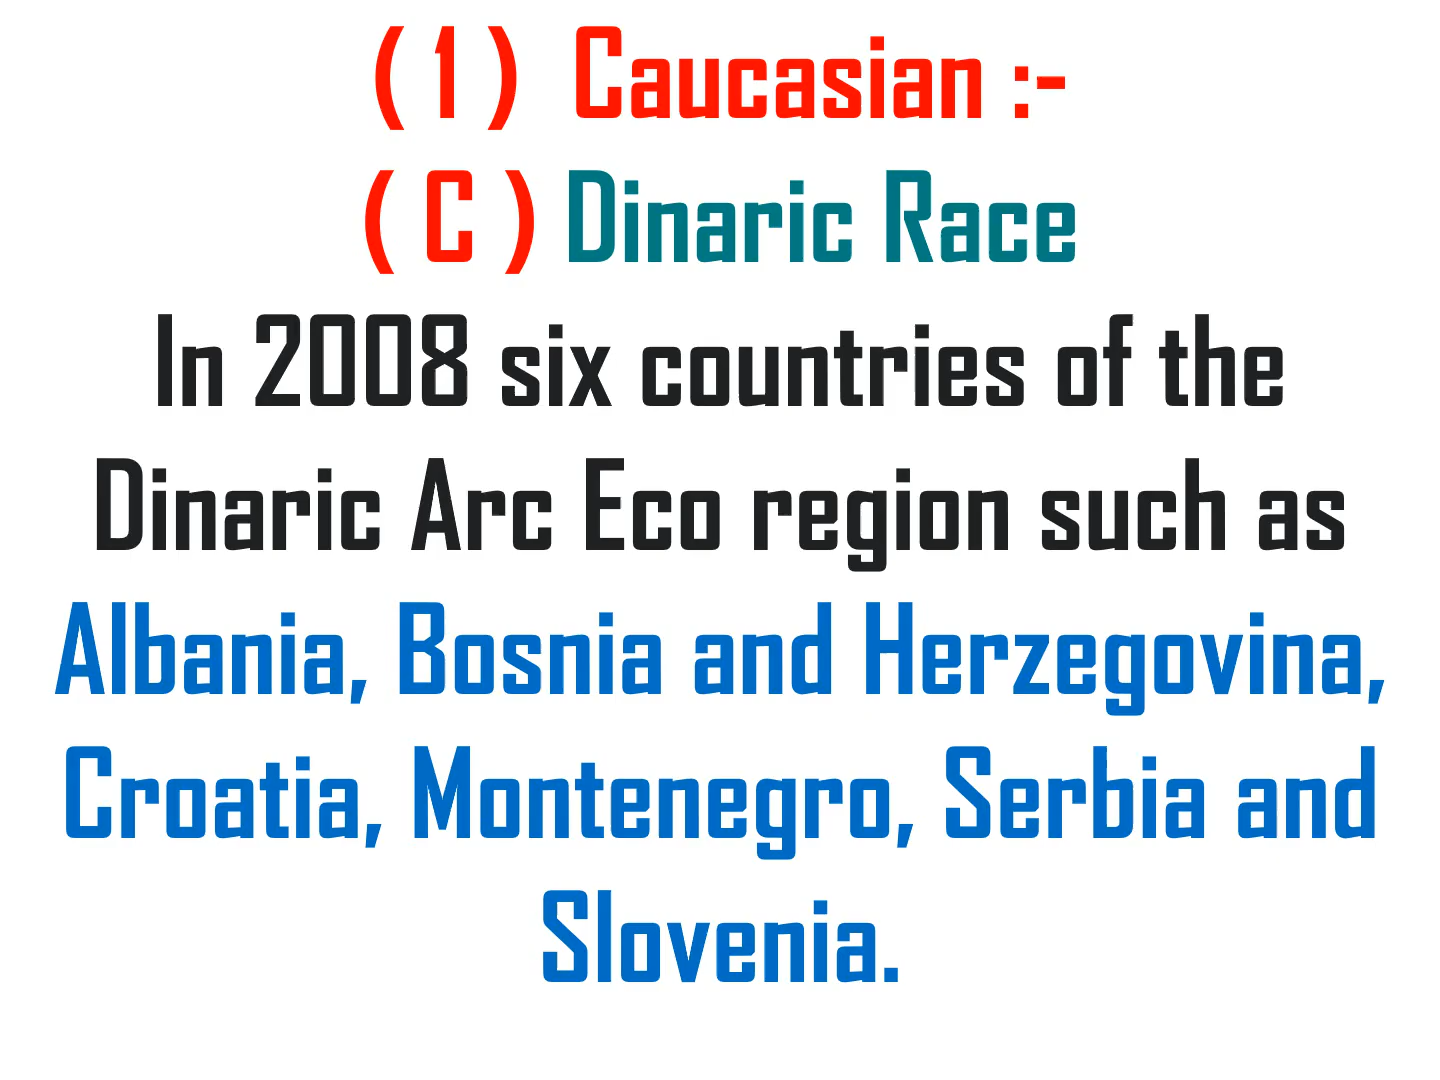 ( 1 ) Caucasian :-
( C ) Dinaric Race
In 2008 six countries of the
Dinaric Arc Eco region such as
Albania, Bosnia and Herzegovina,
Croatia, Montenegro, Serbia and
Slovenia.